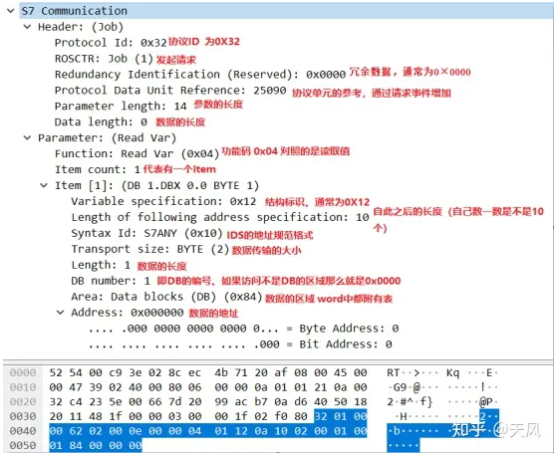 S7 Communication
Header: (Job)
Protocol Id: 0x32 协议ID 为0X32
ROSCTR: Job (1) 发起请求
Redundancy Identification (Reserved): 0x0000 冗余数据，通常为0×0000
Protocol Data Unit Reference: 25090 协议单元的参考，通过请求事件增加
Parameter length: 14 参数的长度
Data length: 0 数据的长度
Parameter: (Read Var)
Function: Read Var (0x04) 功能码 0x04 对照的是读取值
Item count: 1 代表有一个Item
Item [1]: (DB 1.DBX 0.0 BYTE 1)
Variable specification: 0x12 结构标识、通常为0X12
Length of following address specification: 10 自此之后的长度 (自己数一数是不是10个)
Syntax Id: S7ANY (0x10) IDS的地址规范格式
Transport size: BYTE (2) 数据传输的大小
Length: 1 数据的长度
DB number: 1 即DB的编号，如果访问不是DB的区域那么就是0x0000
Area: Data blocks (DB) (0x84) 数据的区域 word中都附有表
Address: 0x000000 数据的地址
.... .000 0000 0000 0000 0... = Byte Address: 0
.... .... .... .... .... .000 = Bit Address: 0
0000 52 54 00 c9 3e 02 8c ec 4b 71 20 af 08 00 45 00 RT··>··· Kq ···E·
0010 00 47 39 02 40 00 80 06 00 00 0a 01 01 21 0a 00 ·G9·@··· ·····!··
0020 32 c4 23 5e 00 66 7d 20 99 ac b7 0a d6 40 50 18 2·#^·f} ·····@P·
0030 20 11 48 1f 00 00 03 00 00 1f 02 f0 80 32 01 00 ·H····· ·····2··
0040 00 62 02 00 0e 00 00 04 01 12 0a 10 02 00 01 00 ·b······ ········
0050 01 84 00 00 00 ·····
知乎 @天风